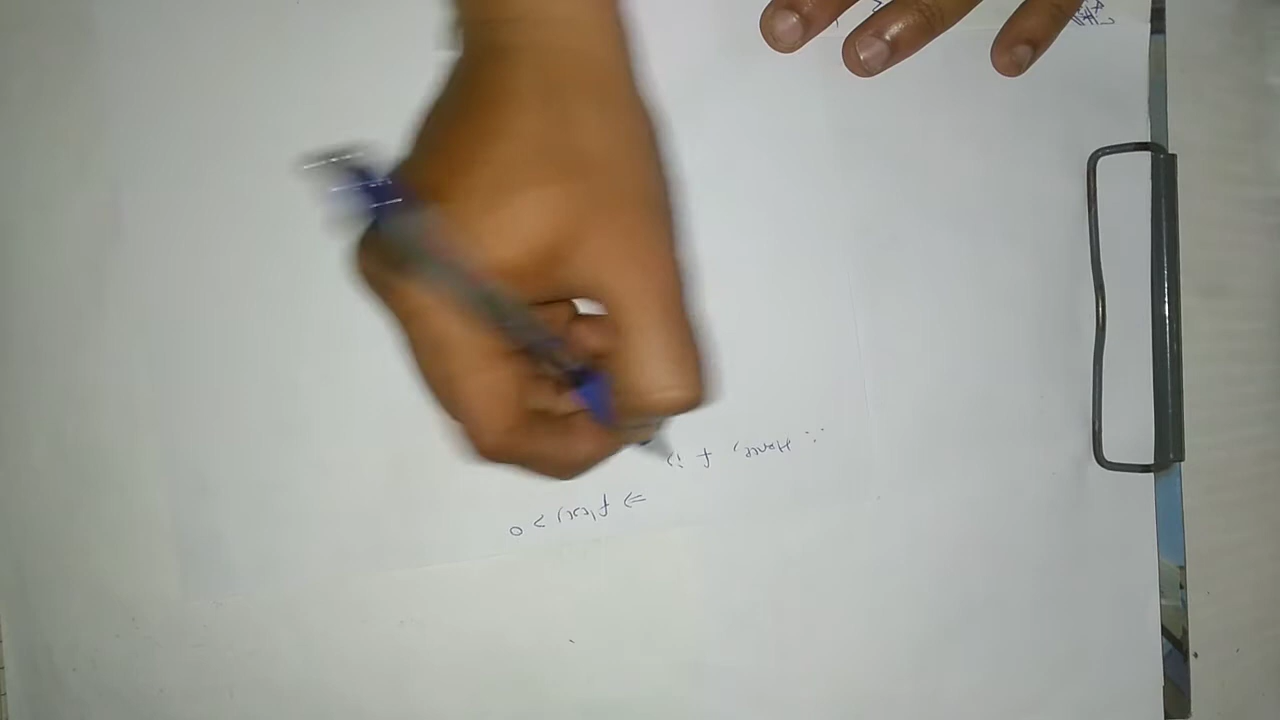 ⇒ f'(x) > 0
∴ Hence, f is